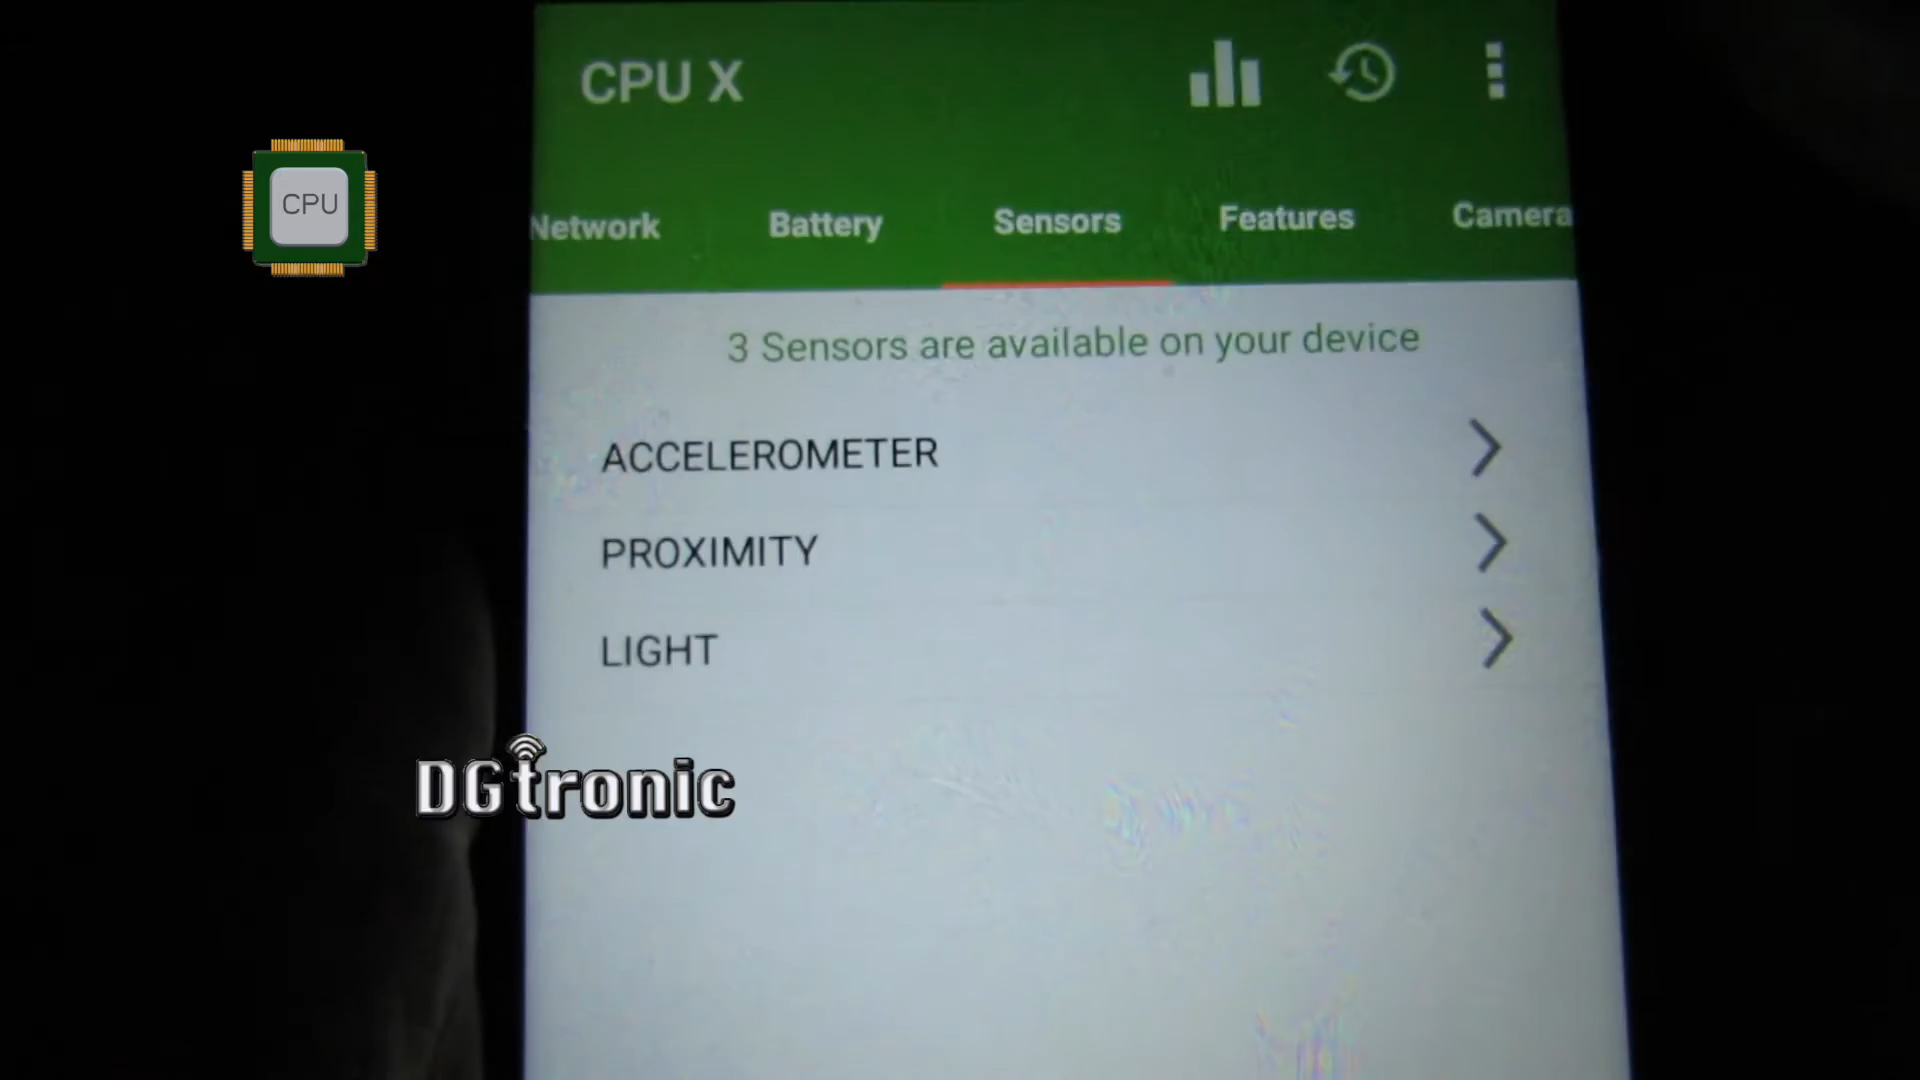 CPU X
CPU
Network Battery Sensors Features Camera
3 Sensors are available on your device
ACCELEROMETER
PROXIMITY
LIGHT
DGtronic